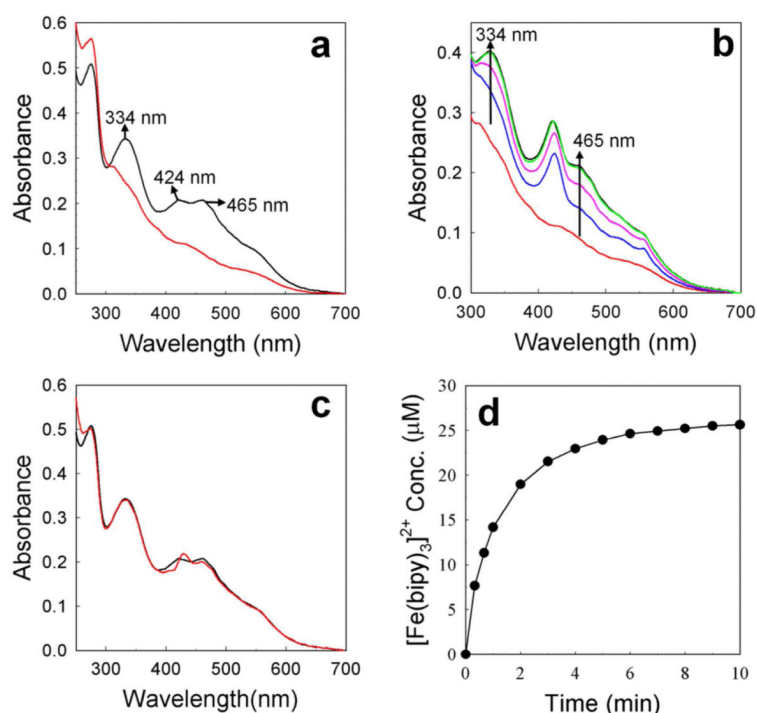 a
334 nm
424 nm
465 nm
Absorbance
0.6
0.5
0.4
0.3
0.2
0.1
0.0
300 400 500 600 700
Wavelength (nm)
b
334 nm
465 nm
Absorbance
0.4
0.2
0.0
300 400 500 600 700
Wavelength (nm)
c
Absorbance
0.6
0.5
0.4
0.3
0.2
0.1
0.0
300 400 500 600 700
Wavelength(nm)
d
[Fe(bipy)₃]²⁺ Conc. (μM)
30
25
20
15
10
5
0
0 2 4 6 8 10
Time (min)